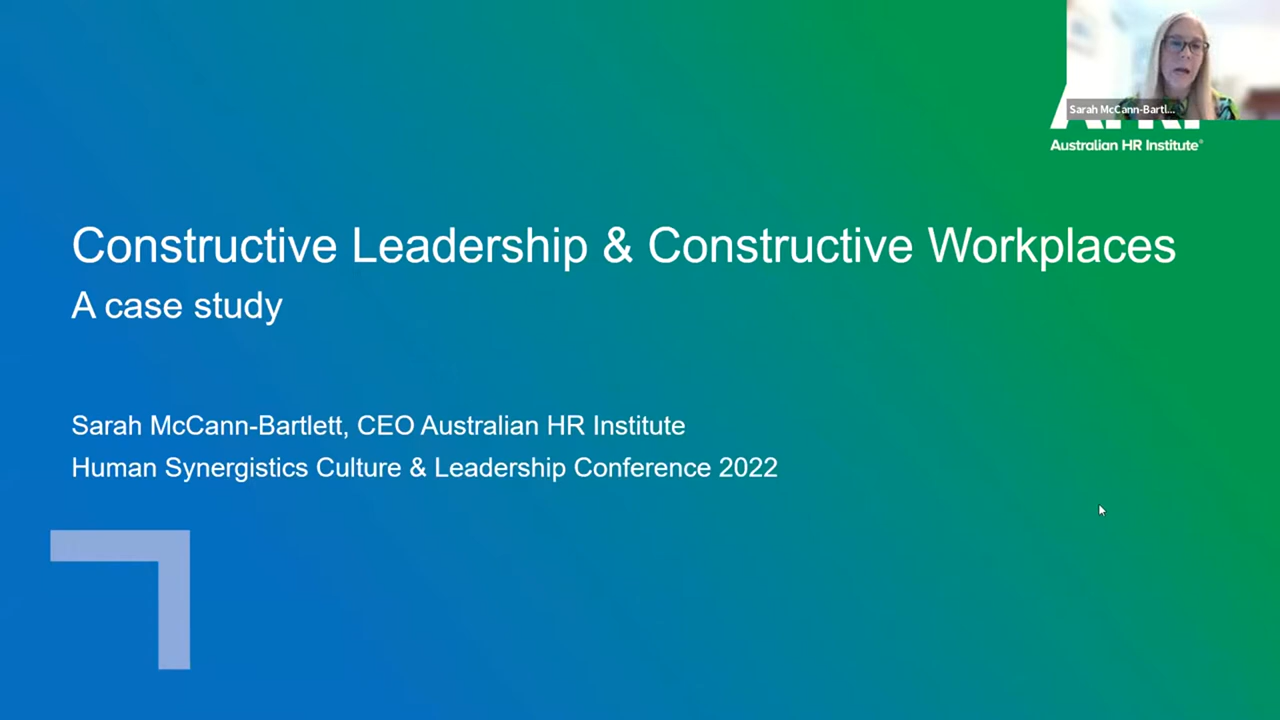 Sarah McCann-Bartl...
Australian HR Institute®
Constructive Leadership & Constructive Workplaces
A case study
Sarah McCann-Bartlett, CEO Australian HR Institute
Human Synergistics Culture & Leadership Conference 2022